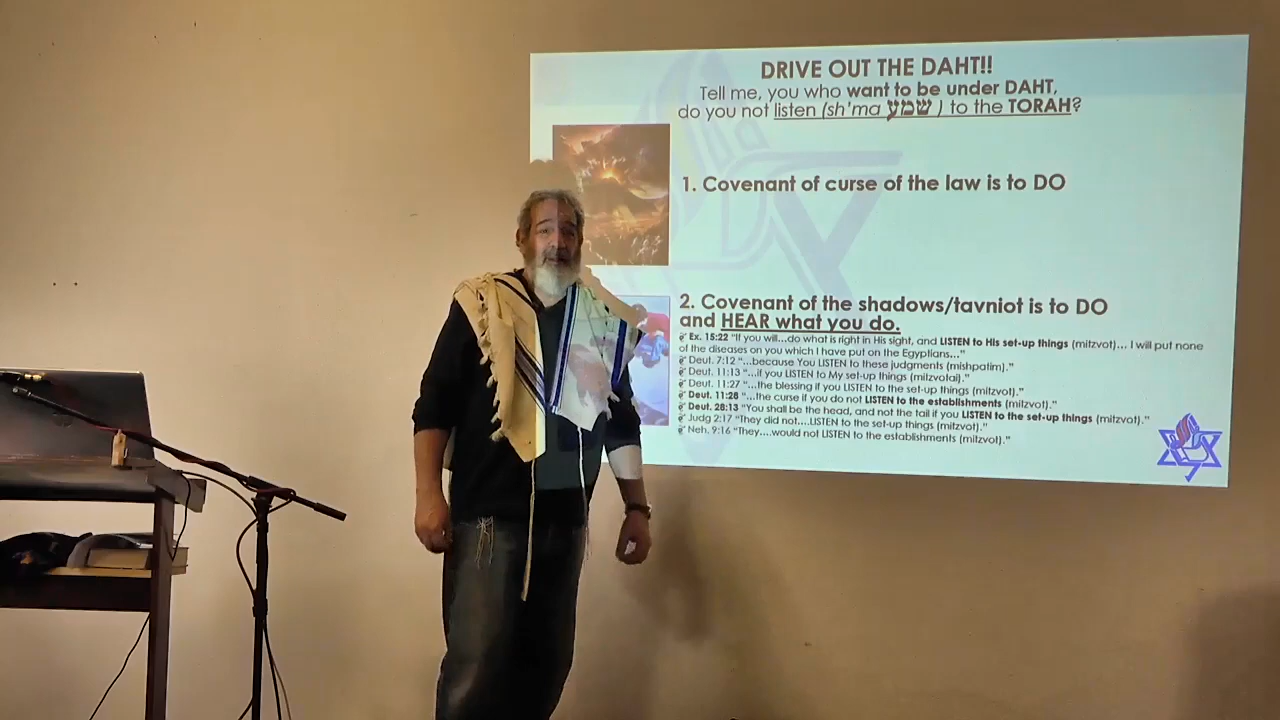 DRIVE OUT THE DAHT!!
Tell me, you who want to be under DAHT,
do you not listen (sh'ma שמע ) to the TORAH?
1. Covenant of curse of the law is to DO
2. Covenant of the shadows/tavniot is to DO
and HEAR what you do.
Ex. 15:22 "If you will...do what is right in His sight, and LISTEN to His set-up things (mitzvot)... I will put none
of the diseases on you which I have put on the Egyptians..."
Deut. 7:12 "...because You LISTEN to these judgments (mishpatim)."
Deut. 11:13 "...if you LISTEN to My set-up things (mitzvotai)."
Deut. 11:27 "...the blessing if you LISTEN to the set-up things (mitzvot)."
Deut. 11:28 "...the curse if you do not LISTEN to the establishments (mitzvot)."
Deut. 28:13 "You shall be the head, and not the tail if you LISTEN to the set-up things (mitzvot)."
Judg 2:17 "They did not....LISTEN to the set-up things (mitzvot)."
Neh. 9:16 "They....would not LISTEN to the establishments (mitzvot)."